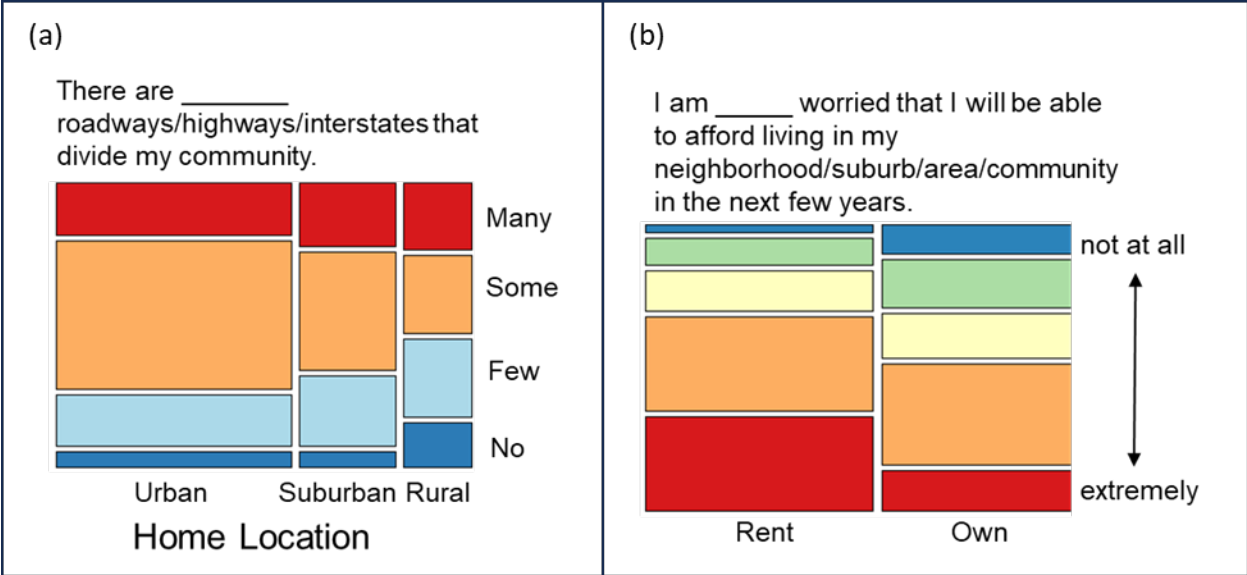 (a)
There are _______
roadways/highways/interstates that
divide my community.
Many
Some
Few
No
Urban Suburban Rural
Home Location
(b)
I am _____ worried that I will be able
to afford living in my
neighborhood/suburb/area/community
in the next few years.
not at all
extremely
Rent Own